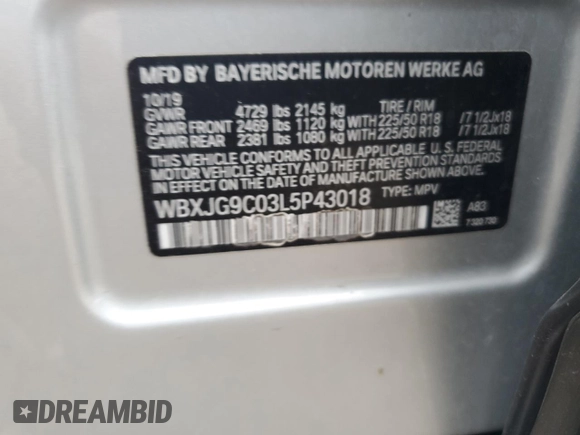 MFD BY BAYERISCHE MOTOREN WERKE AG
10/19
GVWR 4729 lbs 2145 kg TIRE / RIM
GAWR FRONT 2469 lbs 1120 kg WITH 225/50 R18 /7 1/2Jx18
GAWR REAR 2381 lbs 1080 kg WITH 225/50 R18 /7 1/2Jx18
THIS VEHICLE CONFORMS TO ALL APPLICABLE U.S. FEDERAL
MOTOR VEHICLE SAFETY, BUMPER, AND THEFT PREVENTION
STANDARDS IN EFFECT ON THE DATE OF MANUFACTURE SHOWN ABOVE.
WBXJG9C03L5P43018 TYPE: MPV
A83
7320730
DREAMBID